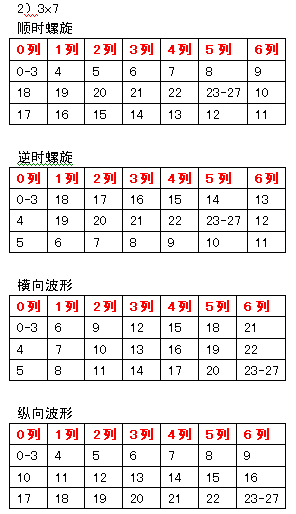 2）3×7
顺时螺旋
0列 1列 2列 3列 4列 5列 6列
0-3 4 5 6 7 8 9
18 19 20 21 22 23-27 10
17 16 15 14 13 12 11
逆时螺旋
0列 1列 2列 3列 4列 5列 6列
0-3 18 17 16 15 14 13
4 19 20 21 22 23-27 12
5 6 7 8 9 10 11
横向波形
0列 1列 2列 3列 4列 5列 6列
0-3 6 9 12 15 18 21
4 7 10 13 16 19 22
5 8 11 14 17 20 23-27
纵向波形
0列 1列 2列 3列 4列 5列 6列
0-3 4 5 6 7 8 9
10 11 12 13 14 15 16
17 18 19 20 21 22 23-27